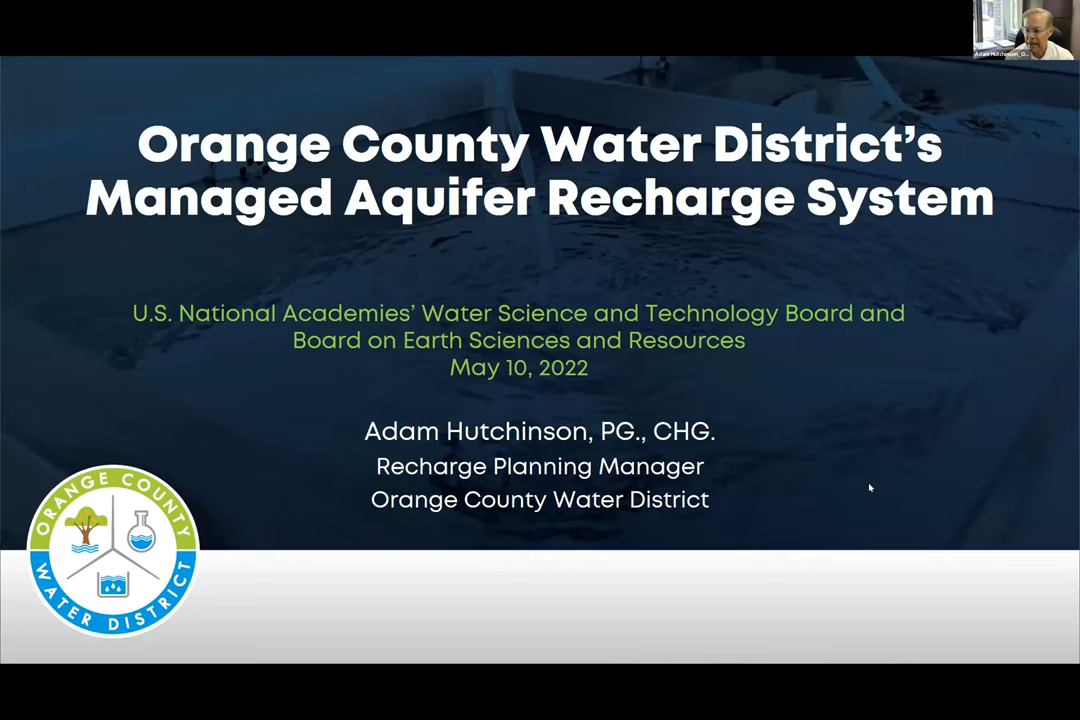 Adam Hutchinson_O...
Orange County Water District’s
Managed Aquifer Recharge System
U.S. National Academies’ Water Science and Technology Board and
Board on Earth Sciences and Resources
May 10, 2022
Adam Hutchinson, PG., CHG.
Recharge Planning Manager
Orange County Water District
ORANGE COUNTY
WATER DISTRICT